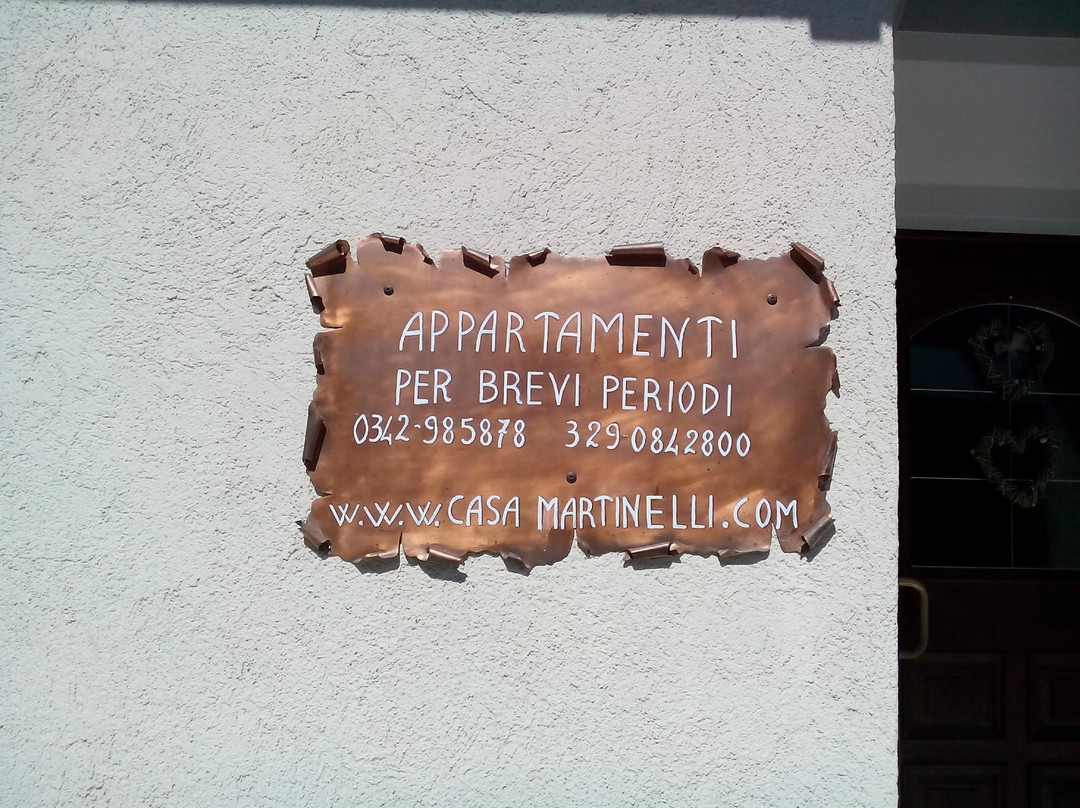 APPARTAMENTI
PER BREVI PERIODI
0342-985878 329-0842800
W.W.W.CASA MARTINELLI.COM